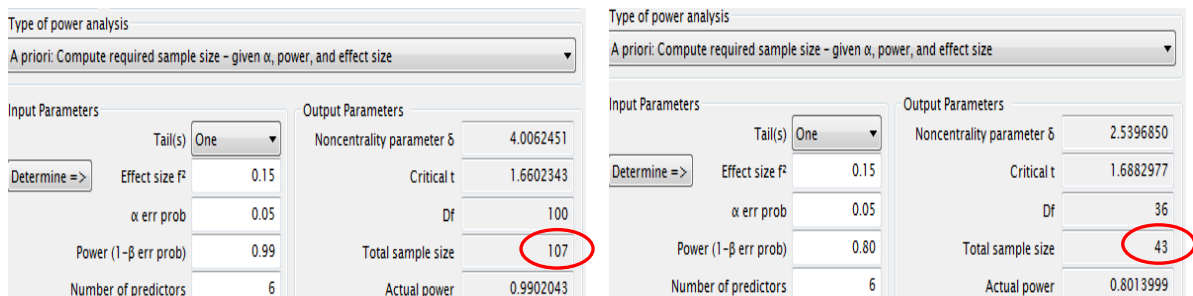 Type of power analysis
A priori: Compute required sample size – given α, power, and effect size
Input Parameters
Output Parameters
Tail(s) One
Noncentrality parameter δ 4.0062451
Determine => Effect size f² 0.15
Critical t 1.6602343
α err prob 0.05
Df 100
Power (1-β err prob) 0.99
Total sample size 107
Number of predictors 6
Actual power 0.9902043
Type of power analysis
A priori: Compute required sample size – given α, power, and effect size
Input Parameters
Output Parameters
Tail(s) One
Noncentrality parameter δ 2.5396850
Determine => Effect size f² 0.15
Critical t 1.6882977
α err prob 0.05
Df 36
Power (1-β err prob) 0.80
Total sample size 43
Number of predictors 6
Actual power 0.8013999